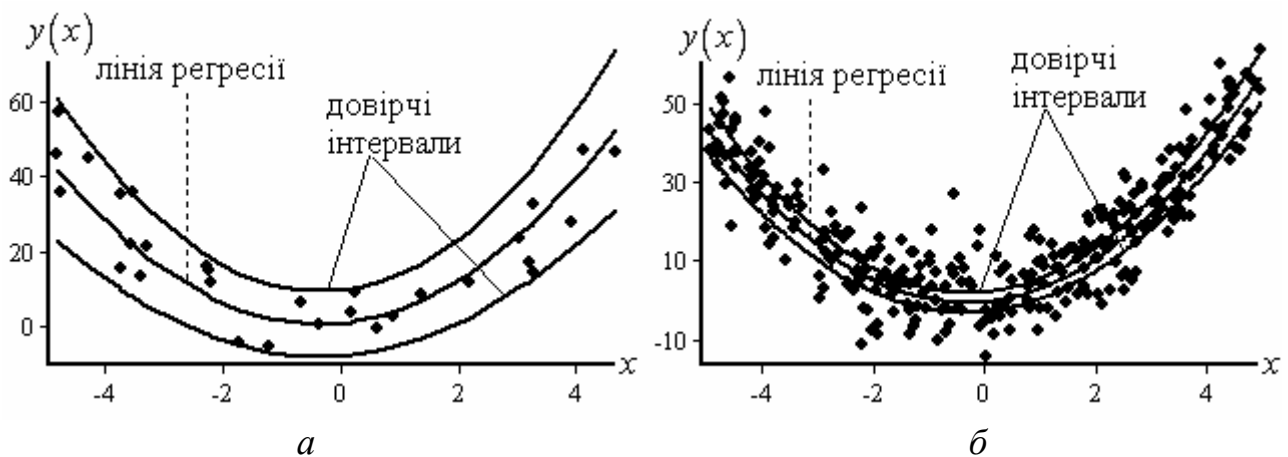 y(x)
лінія регресії
довірчі
інтервали
60
40
20
0
-4
-2
0
2
4
x
а
y(x)
лінія регресії
довірчі
інтервали
50
30
10
-10
-4
-2
0
2
4
x
б